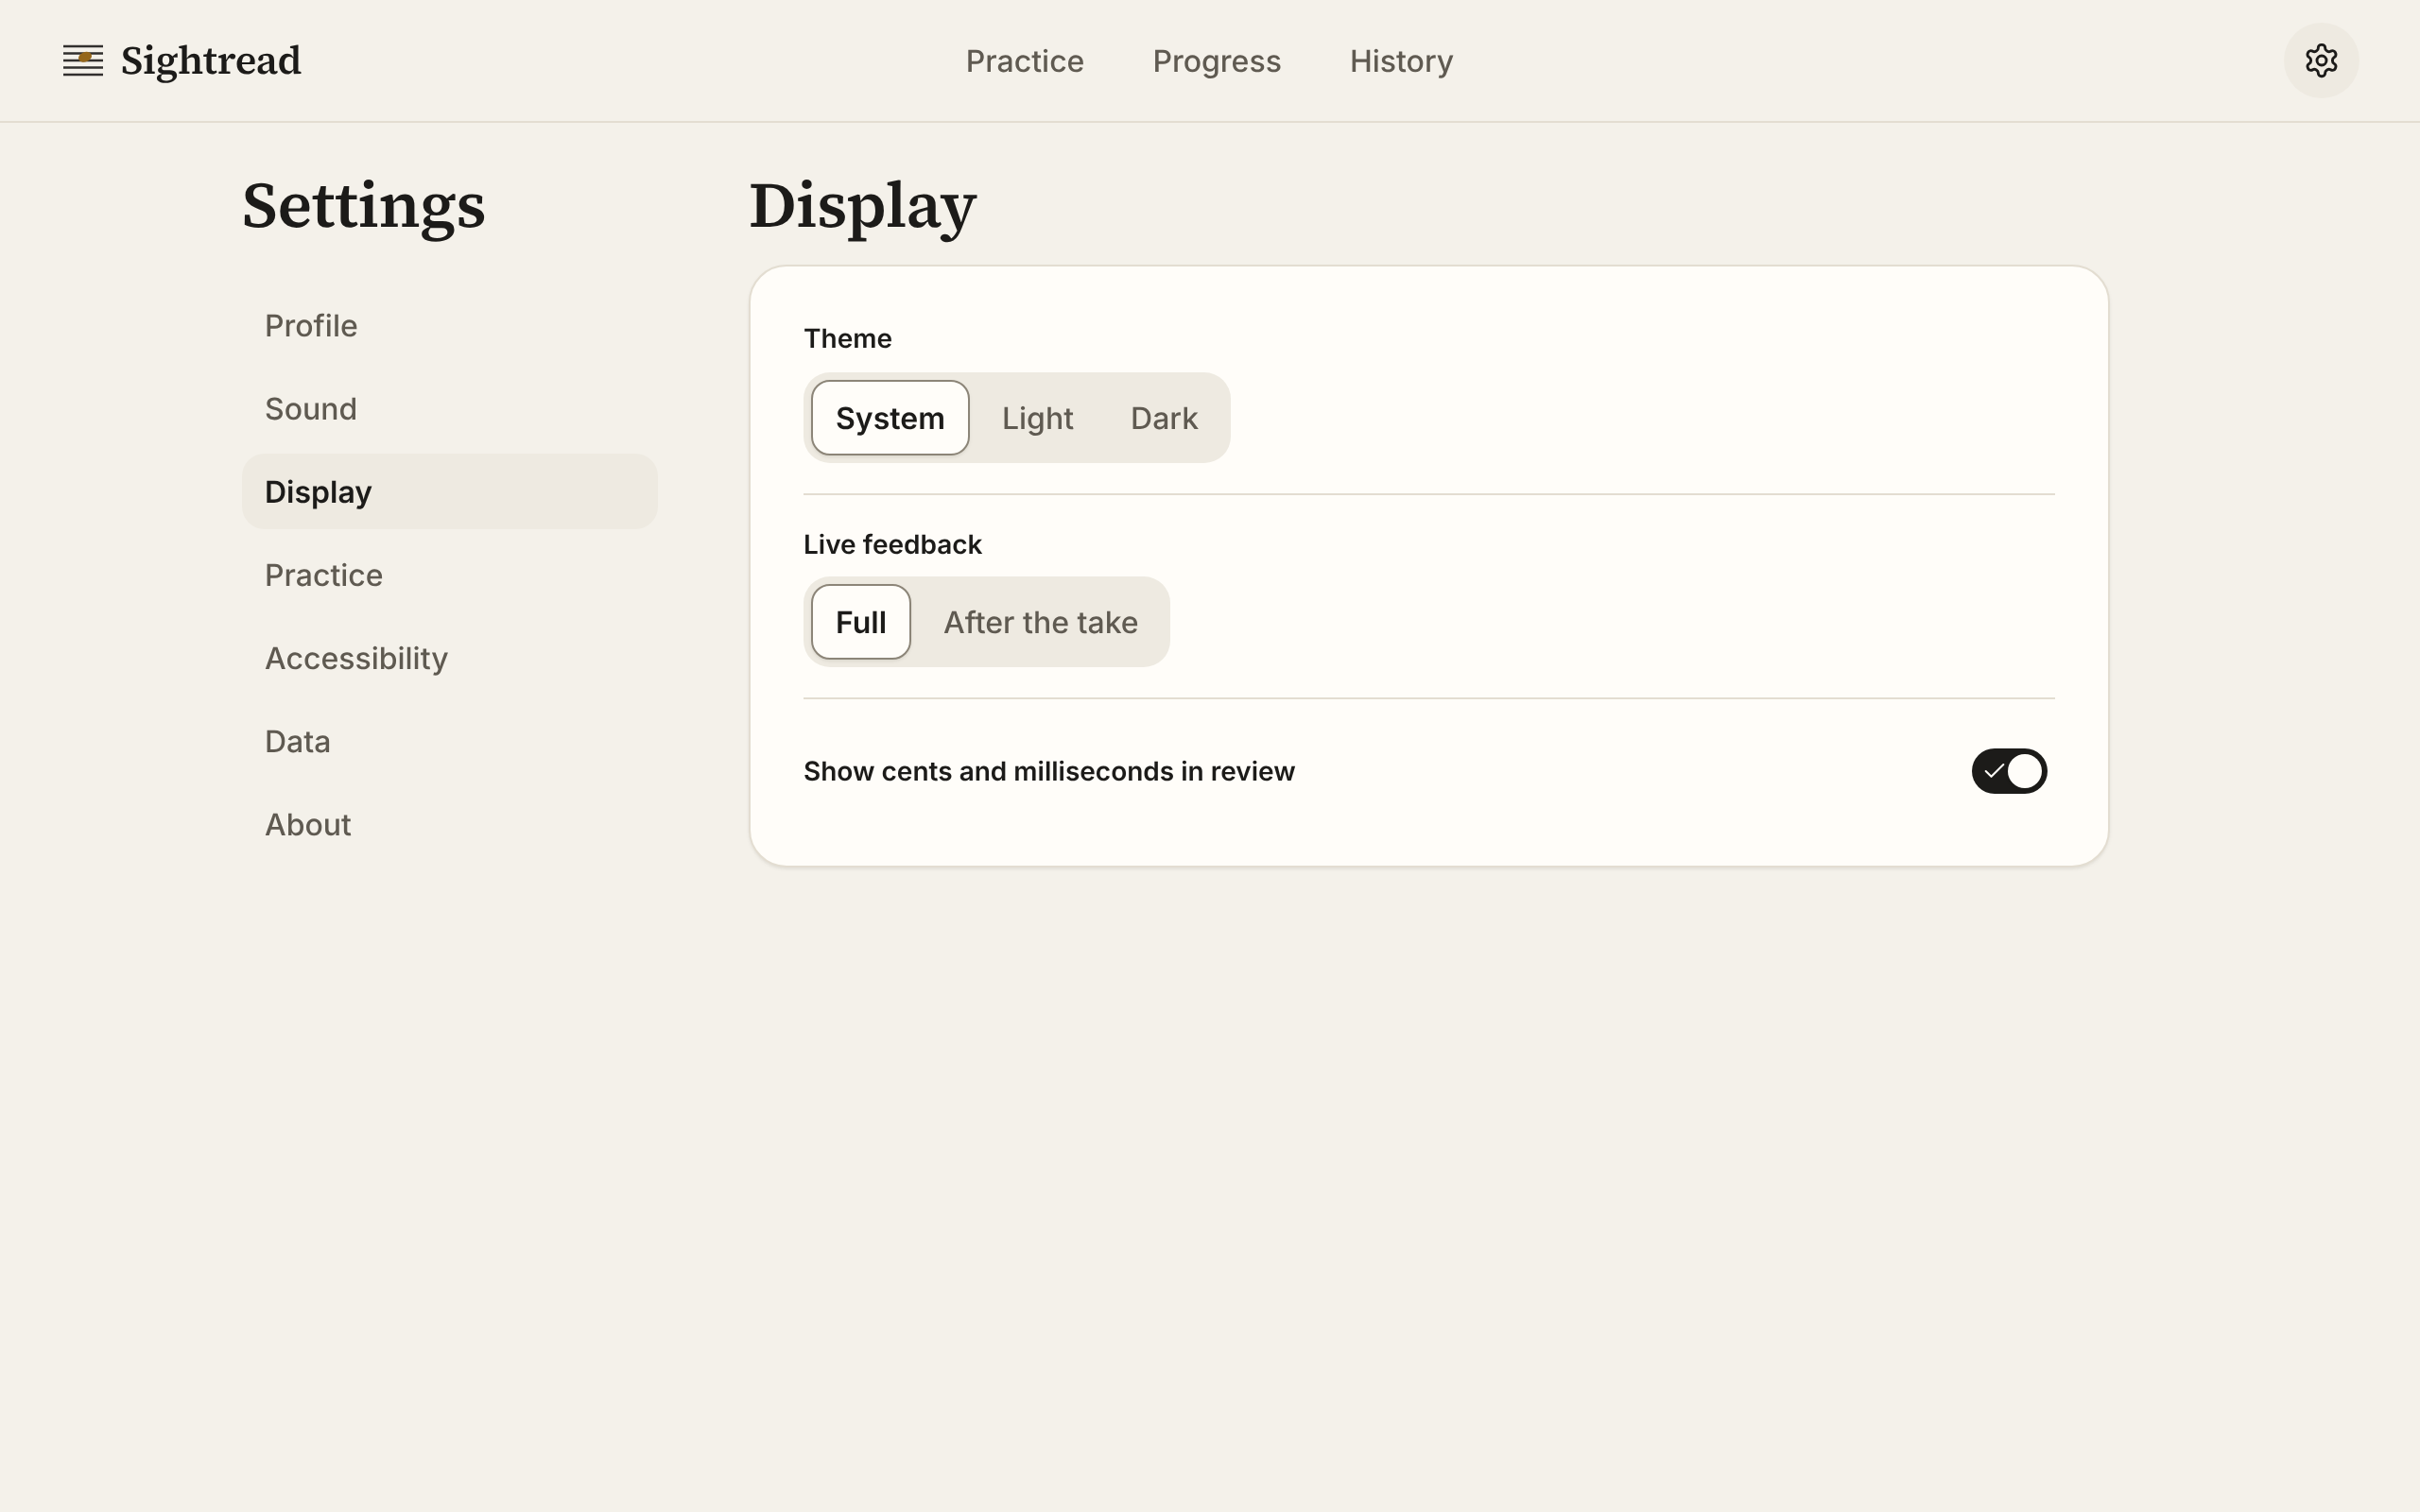 Sightread
Practice Progress History
Settings
Profile
Sound
Display
Practice
Accessibility
Data
About
Display
Theme
System Light Dark
Live feedback
Full After the take
Show cents and milliseconds in review